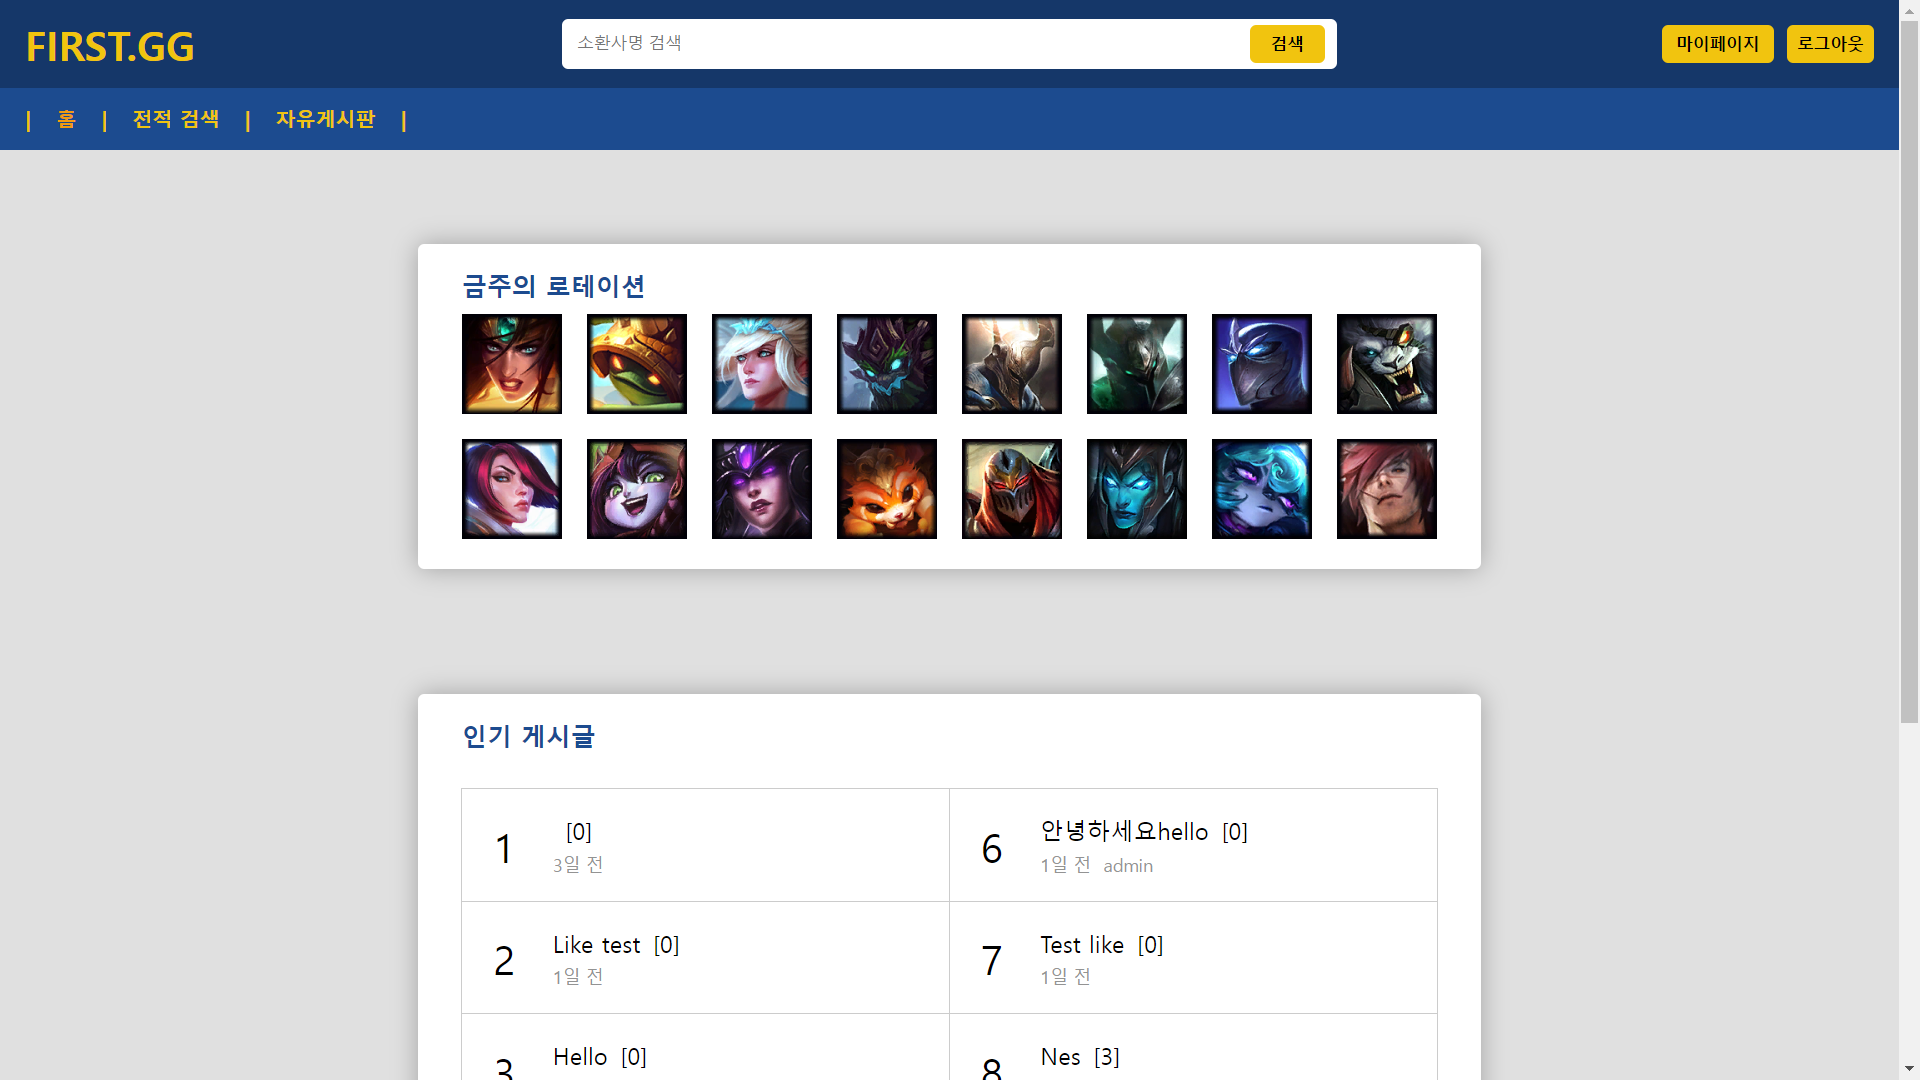 FIRST.GG
소환사명 검색
검색
마이페이지
로그아웃
| 홈 | 전적 검색 | 자유게시판 |
금주의 로테이션
인기 게시글
1
[0]
3일 전
6
안녕하세요hello [0]
1일 전 admin
2
Like test [0]
1일 전
7
Test like [0]
1일 전
3
Hello [0]
8
Nes [3]